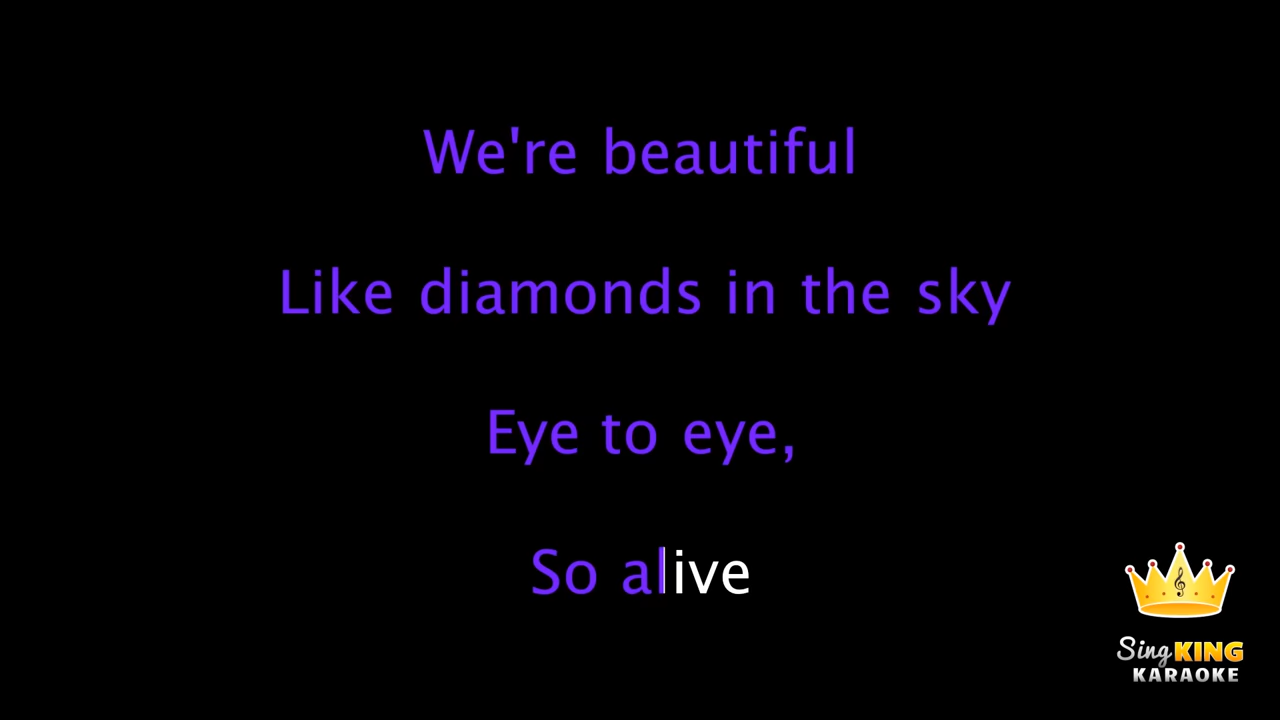 We're beautiful
Like diamonds in the sky
Eye to eye,
So alive
Sing KING
KARAOKE